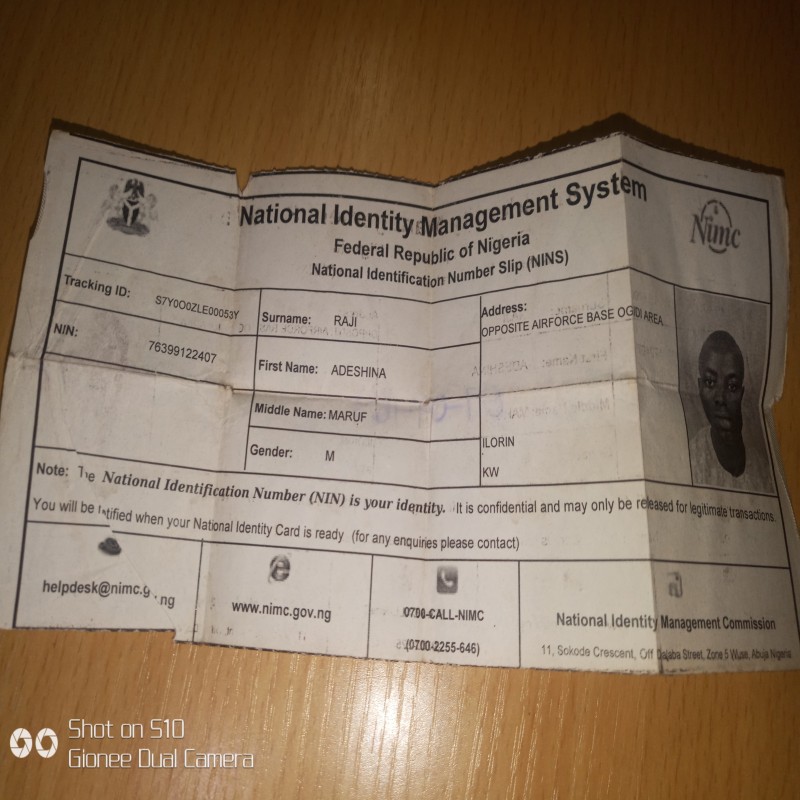 National Identity Management System
Federal Republic of Nigeria
National Identification Number Slip (NINS)
Nimc
Tracking ID: S7Y0O0ZLE00053Y
NIN: 76399122407
Surname: RAJI
First Name: ADESHINA
Middle Name: MARUF
Gender: M
Address:
OPPOSITE AIRFORCE BASE OGIDI AREA
ILORIN
KW
Note: The National Identification Number (NIN) is your identity. It is confidential and may only be released for legitimate transactions.
You will be notified when your National Identity Card is ready (for any enquiries please contact)
helpdesk@nimc.g . ng
www.nimc.gov.ng
0700-CALL-NIMC
(0700-2255-646)
National Identity Management Commission
11, Sokode Crescent, Off Dalaba Street, Zone 5 Wuse, Abuja Nigeria
Shot on S10
Gionee Dual Camera